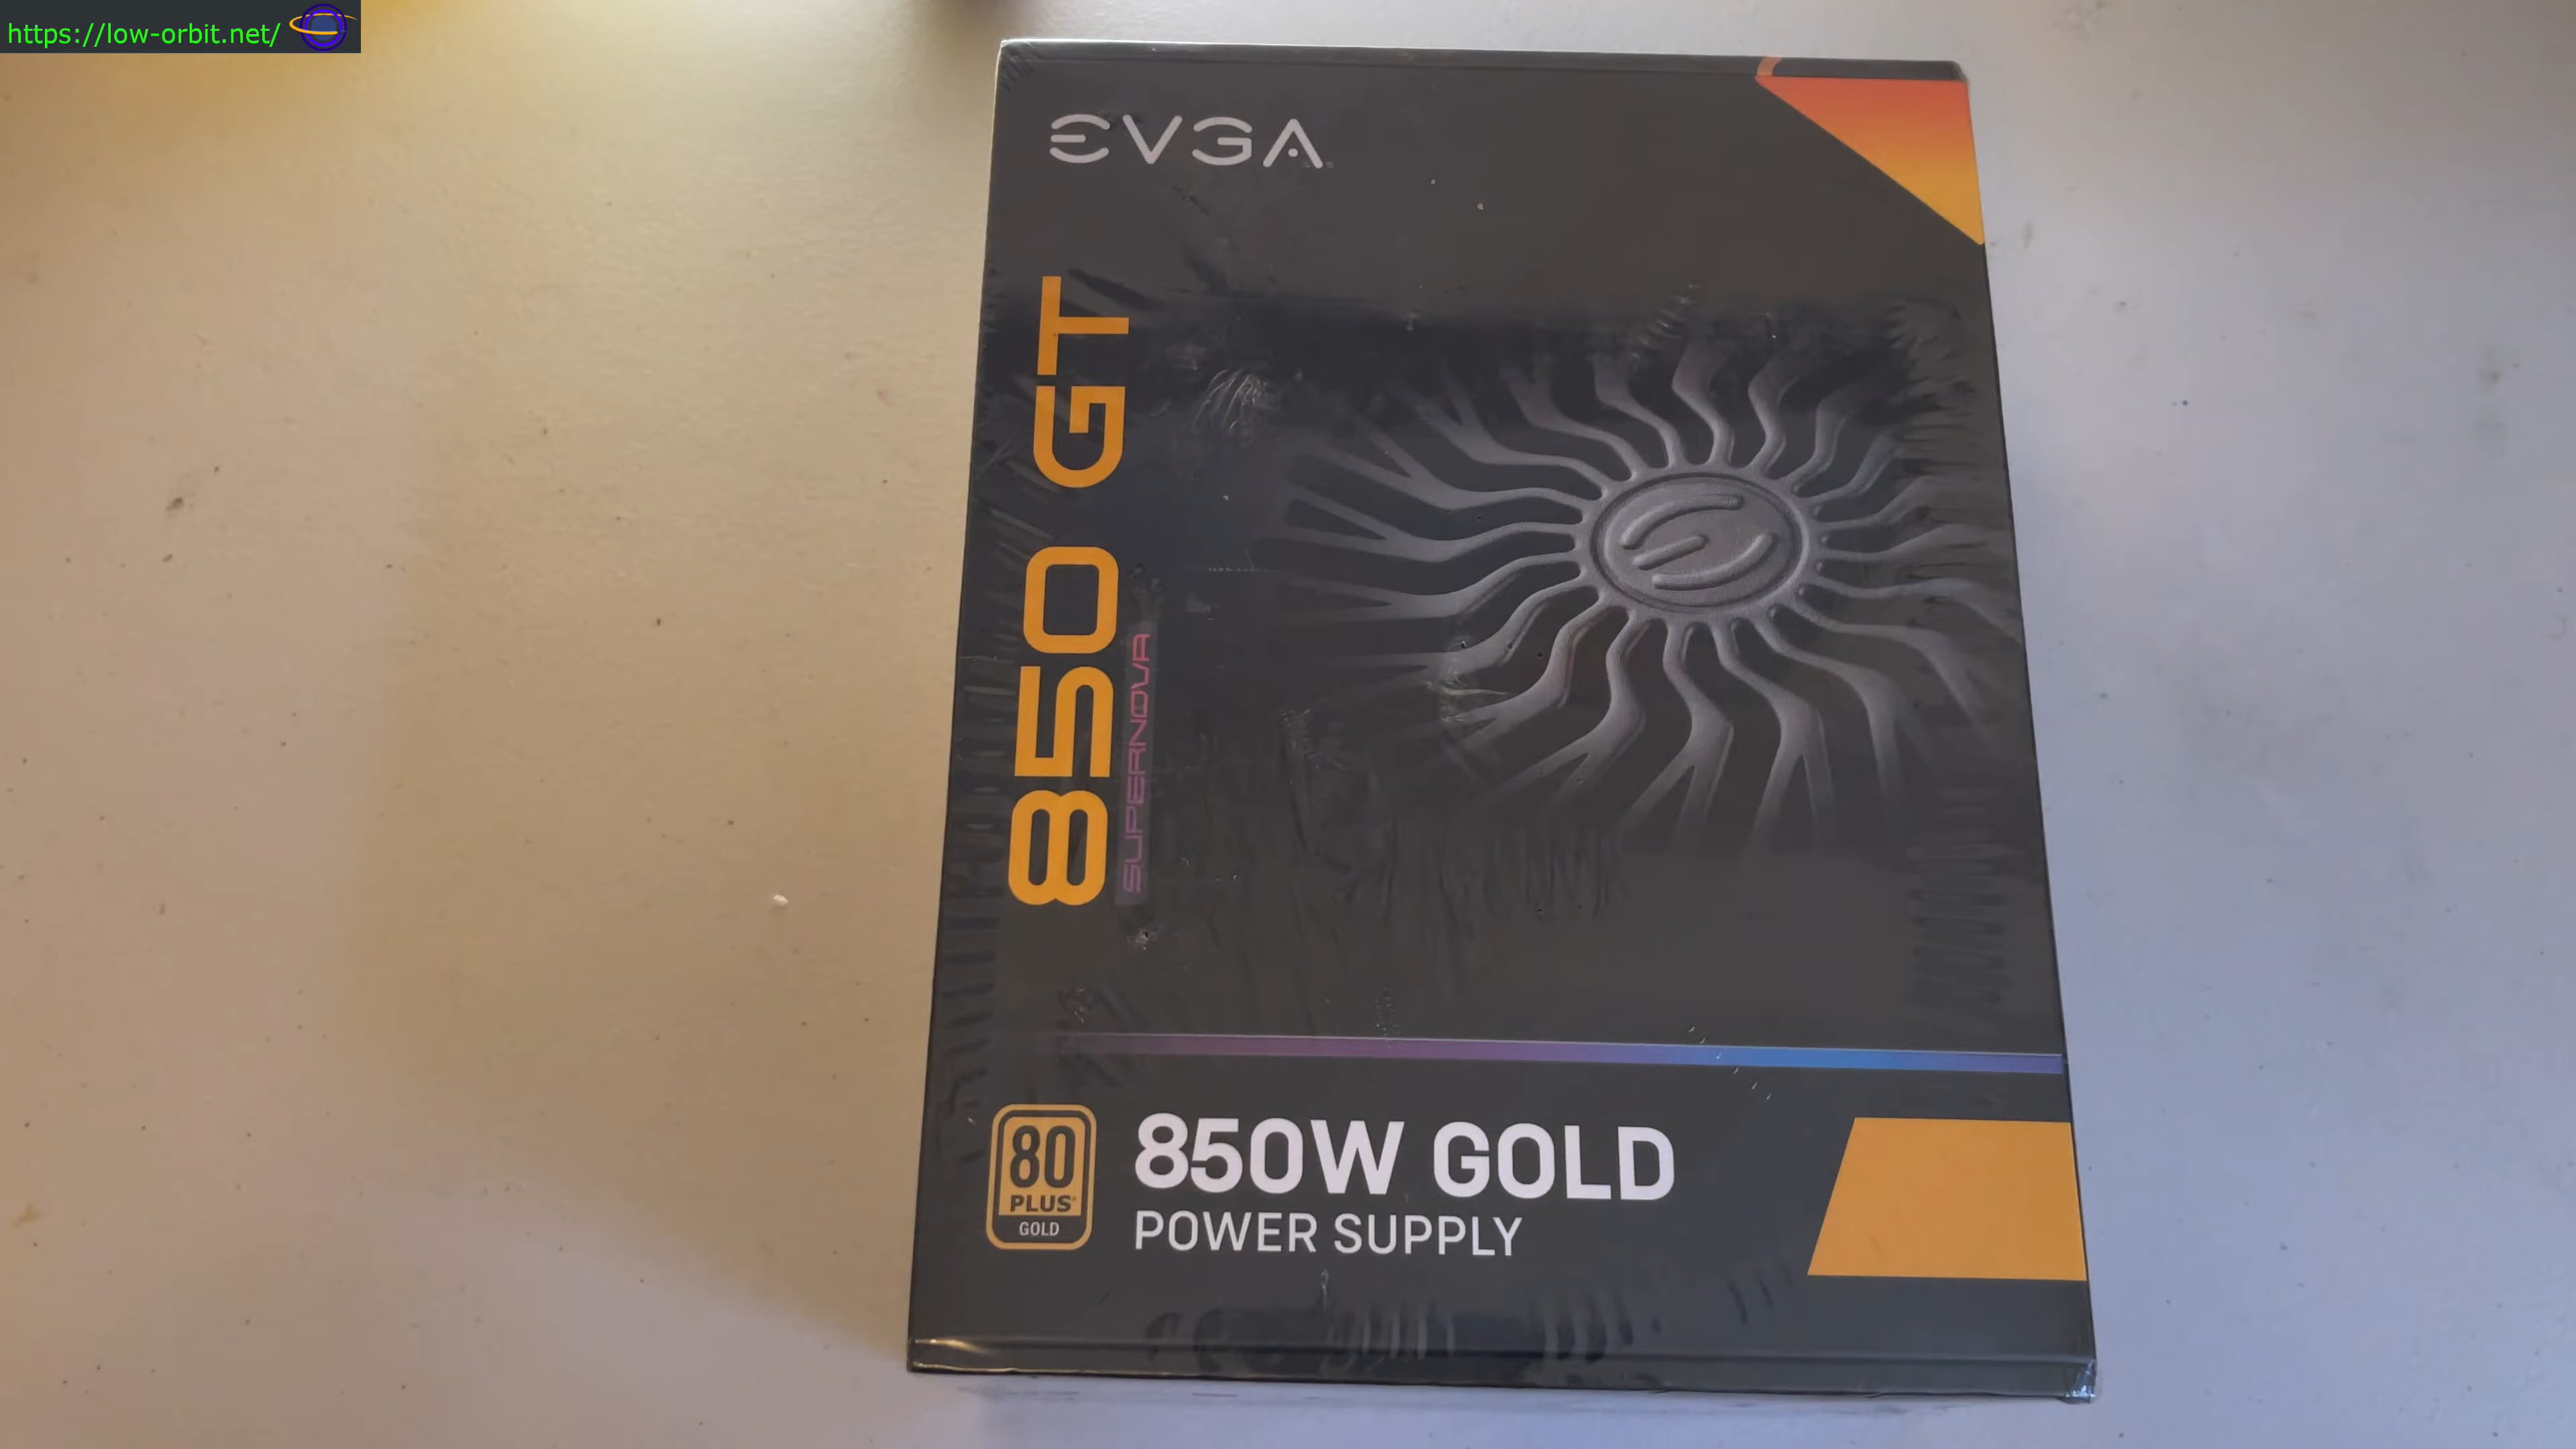 https://low-orbit.net/
EVGA
850 GT
SUPERNOVA
80
PLUS
GOLD
850W GOLD
POWER SUPPLY